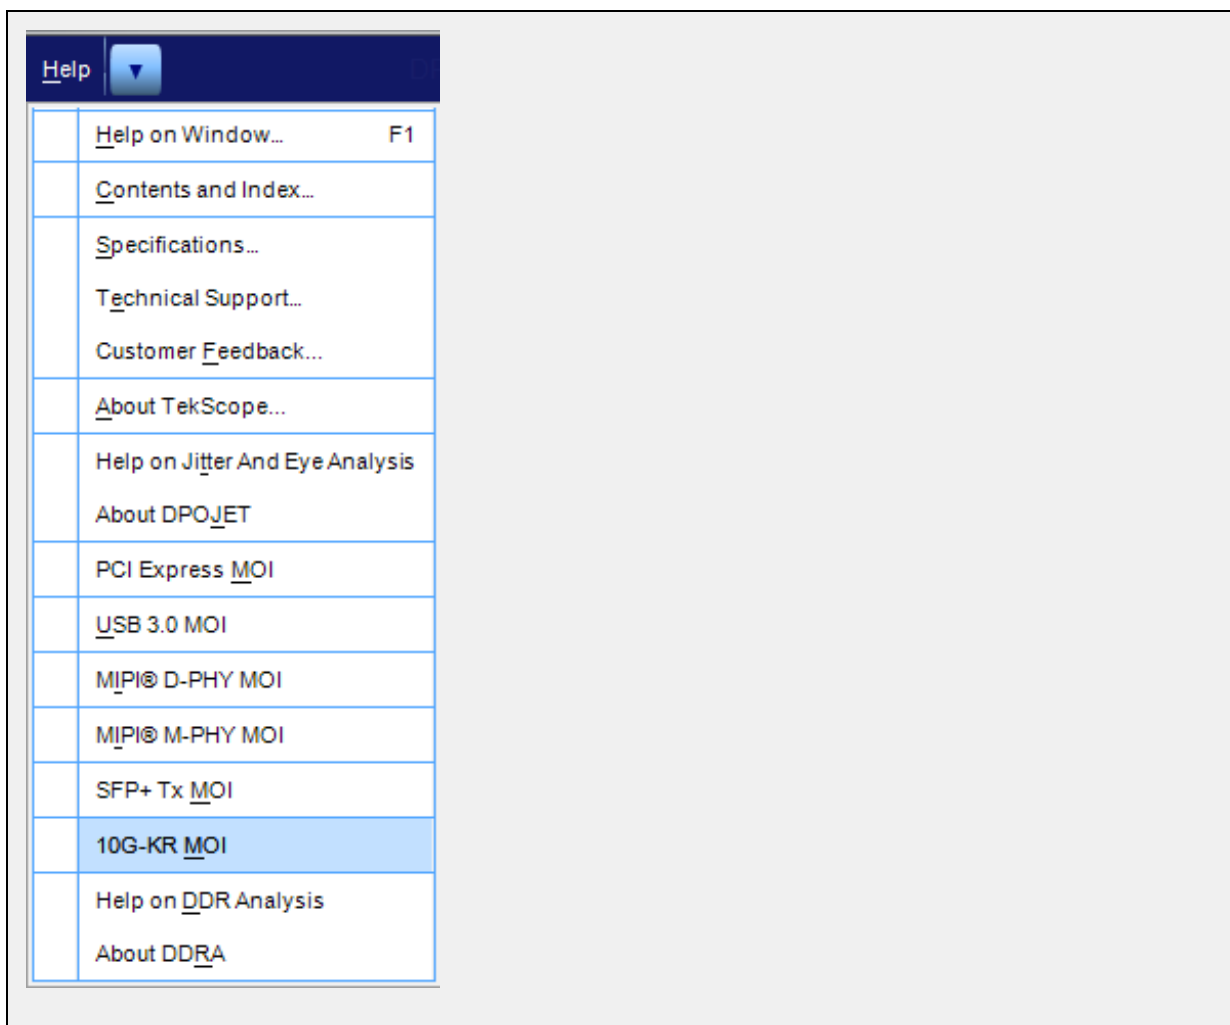 Help
Help on Window... F1
Contents and Index...
Specifications...
Technical Support...
Customer Feedback...
About TekScope...
Help on Jitter And Eye Analysis
About DPOJET
PCI Express MOI
USB 3.0 MOI
MIPI® D-PHY MOI
MIPI® M-PHY MOI
SFP+ Tx MOI
10G-KR MOI
Help on DDR Analysis
About DDRA